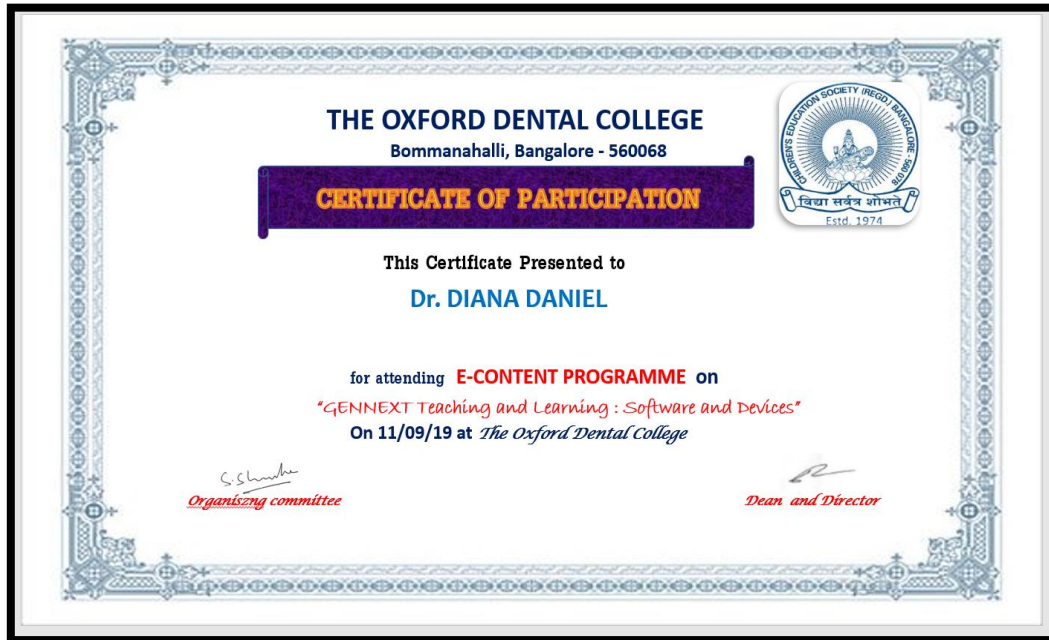 THE OXFORD DENTAL COLLEGE
Bommanahalli, Bangalore - 560068
CHILDREN'S EDUCATION SOCIETY (REGD.) BANGALORE - 560 078
विद्या सर्वत्र शोभते
Estd. 1974
CERTIFICATE OF PARTICIPATION
This Certificate Presented to
Dr. DIANA DANIEL
for attending E-CONTENT PROGRAMME on
"GENNEXT Teaching and Learning : Software and Devices"
On 11/09/19 at The Oxford Dental College
Organiszng committee
Dean and Director